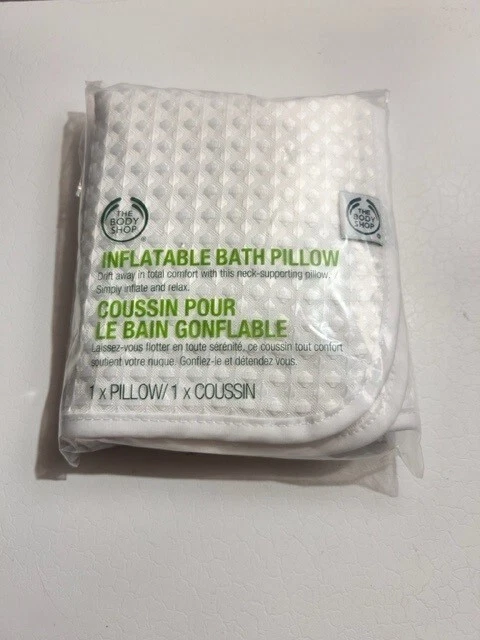 THE
BODY
SHOP
®
THE
BODY
SHOP
®
INFLATABLE BATH PILLOW
Drift away in total comfort with this neck-supporting pillow.
Simply inflate and relax.
COUSSIN POUR
LE BAIN GONFLABLE
Laissez-vous flotter en toute sérénité, ce coussin tout confort
soutient votre nuque. Gonflez-le et détendez vous.
1 x PILLOW/ 1 x COUSSIN